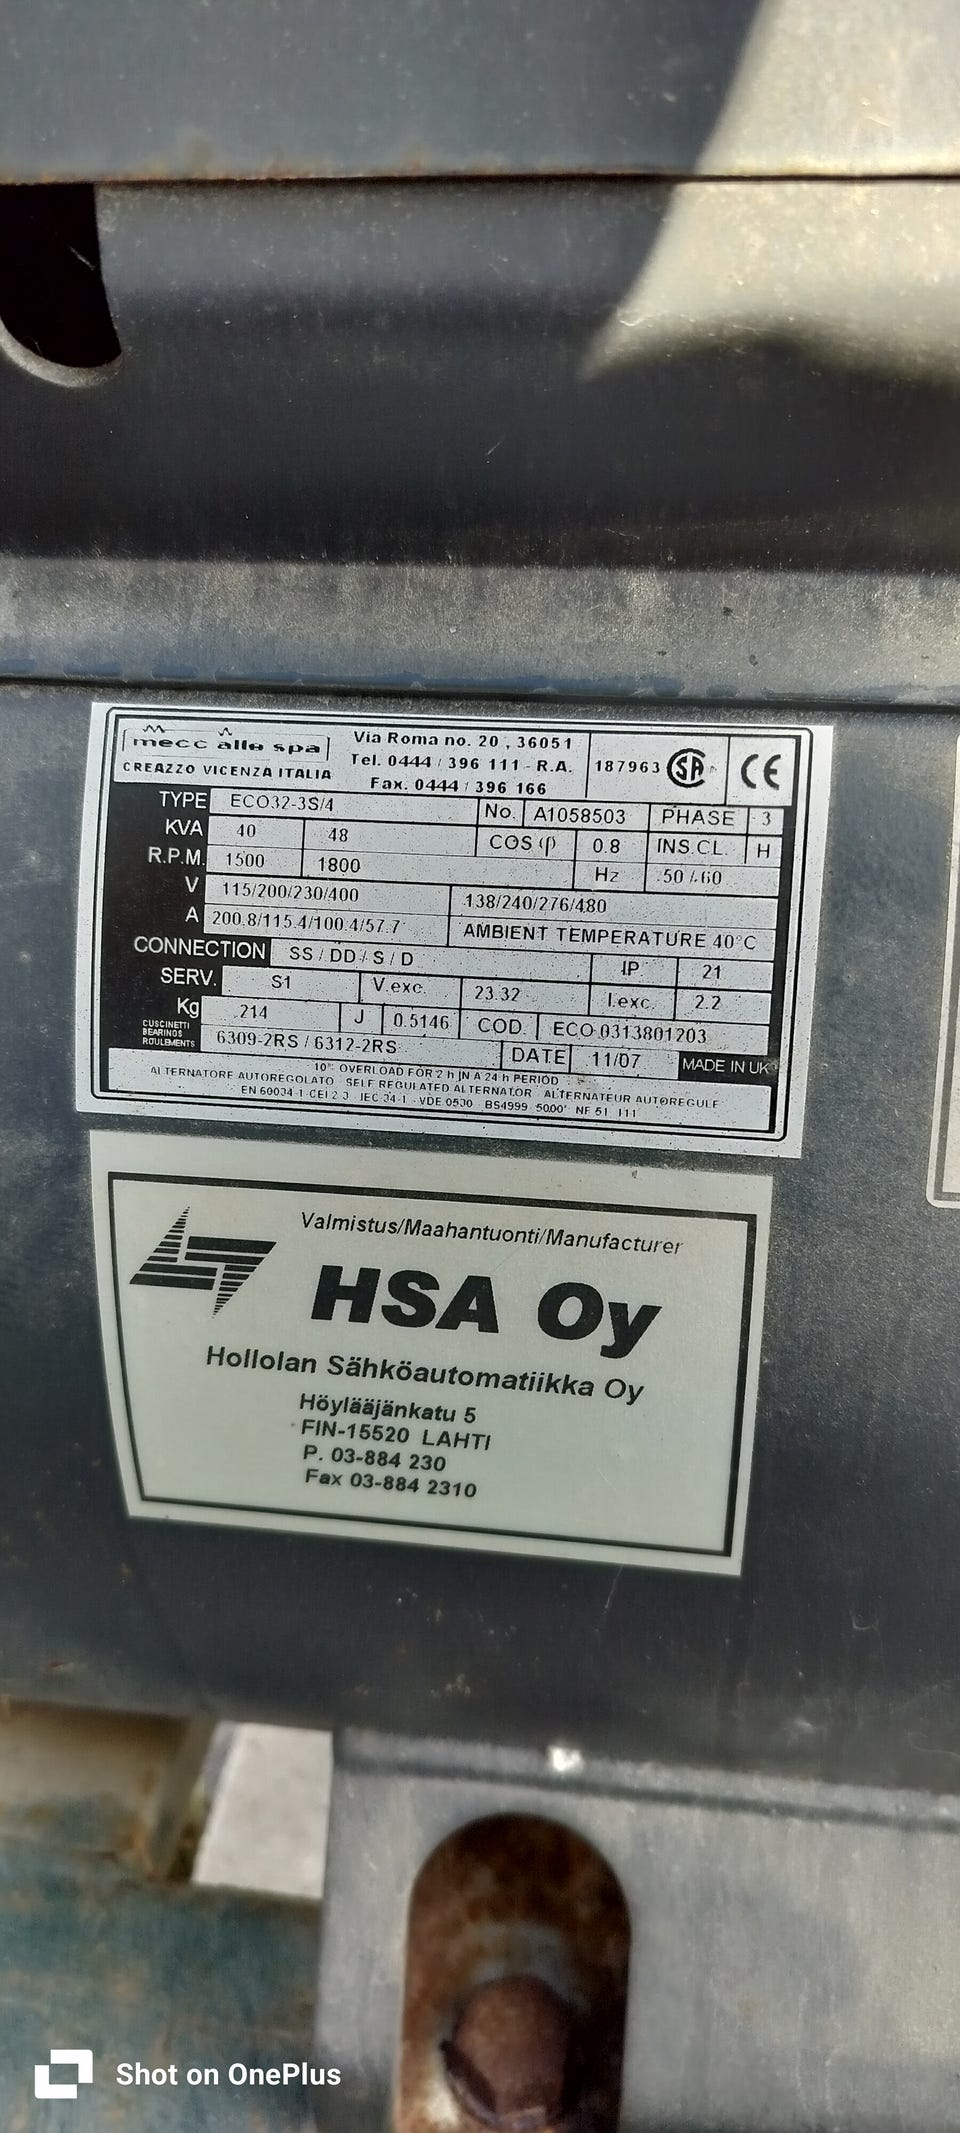 mecc alte spa
CREAZZO VICENZA ITALIA
Via Roma no. 20 , 36051
Tel. 0444 / 396 111 - R.A.
Fax. 0444 / 396 166
187963 SA CE
TYPE ECO32-3S/4 No. A1058503 PHASE 3
KVA 40 48 COS φ 0.8 INS.CL. H
R.P.M. 1500 1800 Hz 50 / 60
V 115/200/230/400 138/240/276/480
A 200.8/115.4/100.4/57.7 AMBIENT TEMPERATURE 40°C
CONNECTION SS / DD / S / D IP 21
SERV. S1 V.exc. 23.32 I.exc. 2.2
Kg 214 J 0.5146 COD. ECO 0313801203
CUSCINETTI
BEARINGS
ROULEMENTS
6309-2RS / 6312-2RS DATE 11/07 MADE IN UK
10% OVERLOAD FOR 2 h IN A 24 h PERIOD
ALTERNATORE AUTOREGOLATO SELF REGULATED ALTERNATOR ALTERNATEUR AUTOREGULE
EN 60034-1 CEI 2 3 IEC 34-1 - VDE 0530 BS4999 5000 NF 51 111
Valmistus/Maahantuonti/Manufacturer
HSA Oy
Hollolan Sähköautomatiikka Oy
Höylääjänkatu 5
FIN-15520 LAHTI
P. 03-884 230
Fax 03-884 2310
Shot on OnePlus